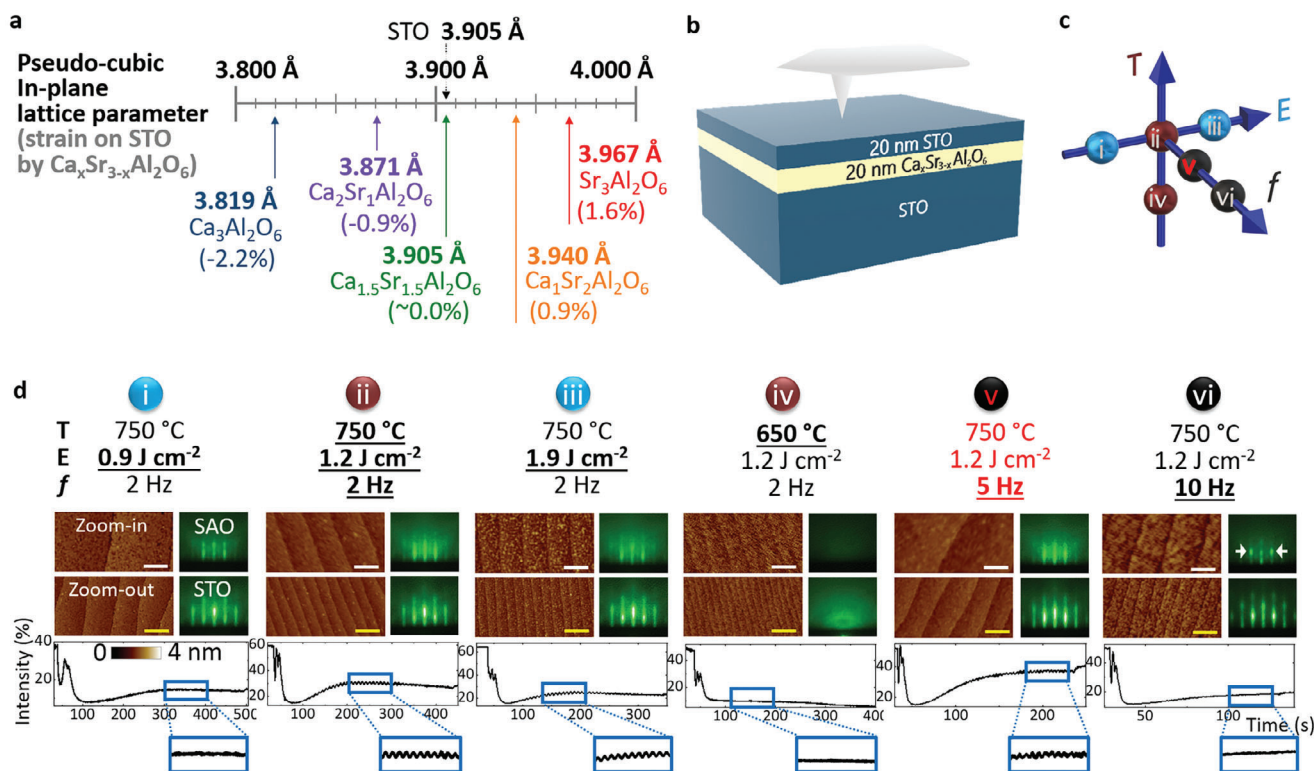 a
STO 3.905 Å
Pseudo-cubic
In-plane
lattice parameter
(strain on STO
by CaₓSr₃₋ₓAl₂O₆)
3.800 Å 3.900 Å 4.000 Å
3.819 Å
Ca₃Al₂O₆
(-2.2%)
3.871 Å
Ca₂Sr₁Al₂O₆
(-0.9%)
3.905 Å
Ca₁.₅Sr₁.₅Al₂O₆
(~0.0%)
3.940 Å
Ca₁Sr₂Al₂O₆
(0.9%)
3.967 Å
Sr₃Al₂O₆
(1.6%)
b
20 nm STO
20 nm CaₓSr₃₋ₓAl₂O₆
STO
c
T
E
f
i
ii
iii
iv
v
vi
d
i ii iii iv v vi
T 750 °C 750 °C 750 °C 650 °C 750 °C 750 °C
E 0.9 J cm⁻² 1.2 J cm⁻² 1.9 J cm⁻² 1.2 J cm⁻² 1.2 J cm⁻² 1.2 J cm⁻²
f 2 Hz 2 Hz 2 Hz 2 Hz 5 Hz 10 Hz
Zoom-in SAO
Zoom-out STO
Intensity (%)
40
20
0 4 nm
100 200 300 400 500
60
40
20
100 200 300 400
60
40
20
100 200 300
60
40
20
100 200 300 400
40
20
100 200
40
20
50 100
Time (s)